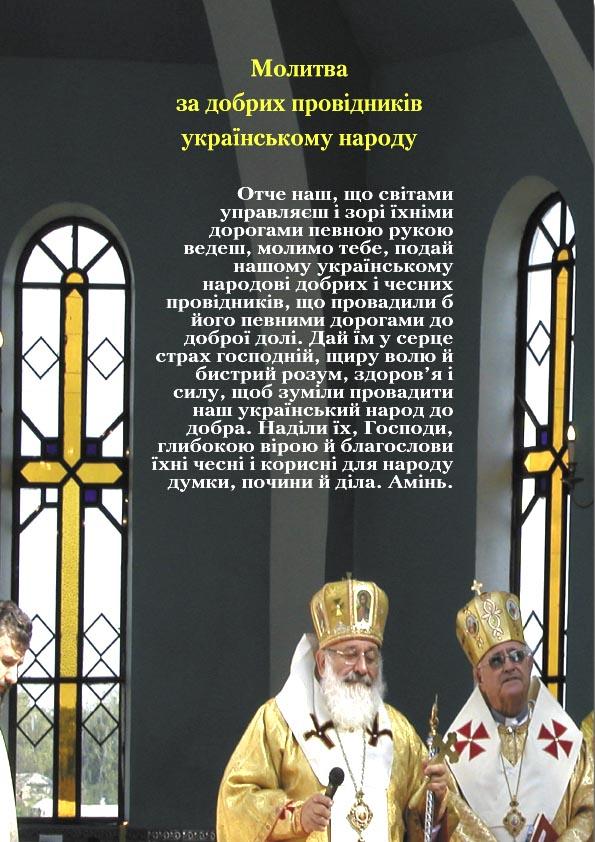 Молитва
за добрих провідників
українському народу
Отче наш, що світами
управляєш і зорі їхніми
дорогами певною рукою
ведеш, молимо тебе, подай
нашому українському
народові добрих і чесних
провідників, що провадили б
його певними дорогами до
доброї долі. Дай їм у серце
страх господній, щиру волю й
бистрий розум, здоров’я і
силу, щоб зуміли провадити
наш український народ до
добра. Наділи їх, Господи,
глибокою вірою й благослови
їхні чесні і корисні для народу
думки, почини й діла. Амінь.